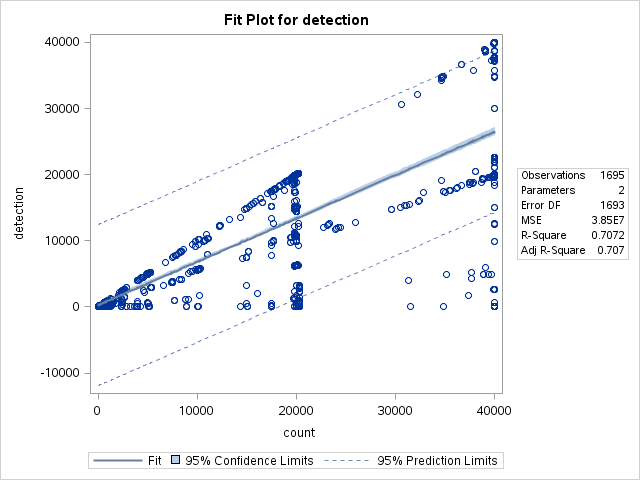 Fit Plot for detection
40000
30000
20000
10000
0
-10000
detection
0 10000 20000 30000 40000
count
Observations 1695
Parameters 2
Error DF 1693
MSE 3.85E7
R-Square 0.7072
Adj R-Square 0.707
Fit 95% Confidence Limits 95% Prediction Limits